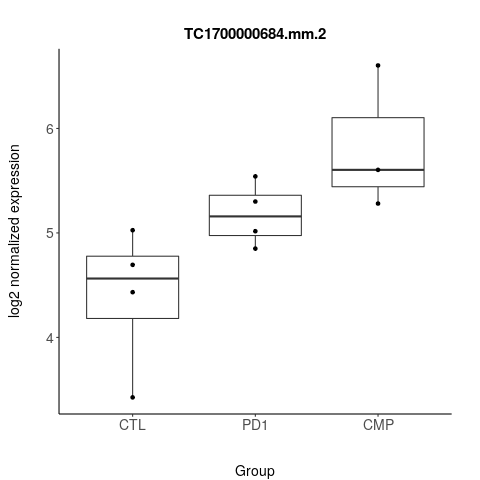 TC1700000684.mm.2
log2 normalized expression
6
5
4
CTL
PD1
CMP
Group